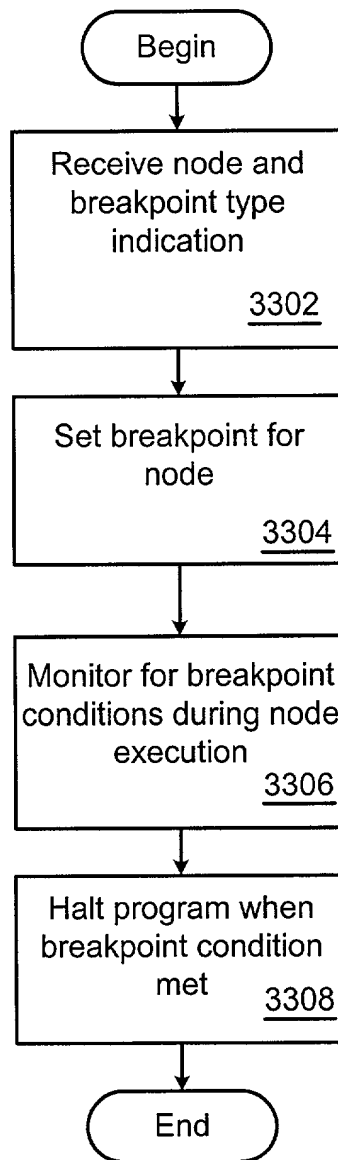 Begin
Receive node and
breakpoint type
indication
3302
Set breakpoint for
node
3304
Monitor for breakpoint
conditions during node
execution
3306
Halt program when
breakpoint condition
met
3308
End